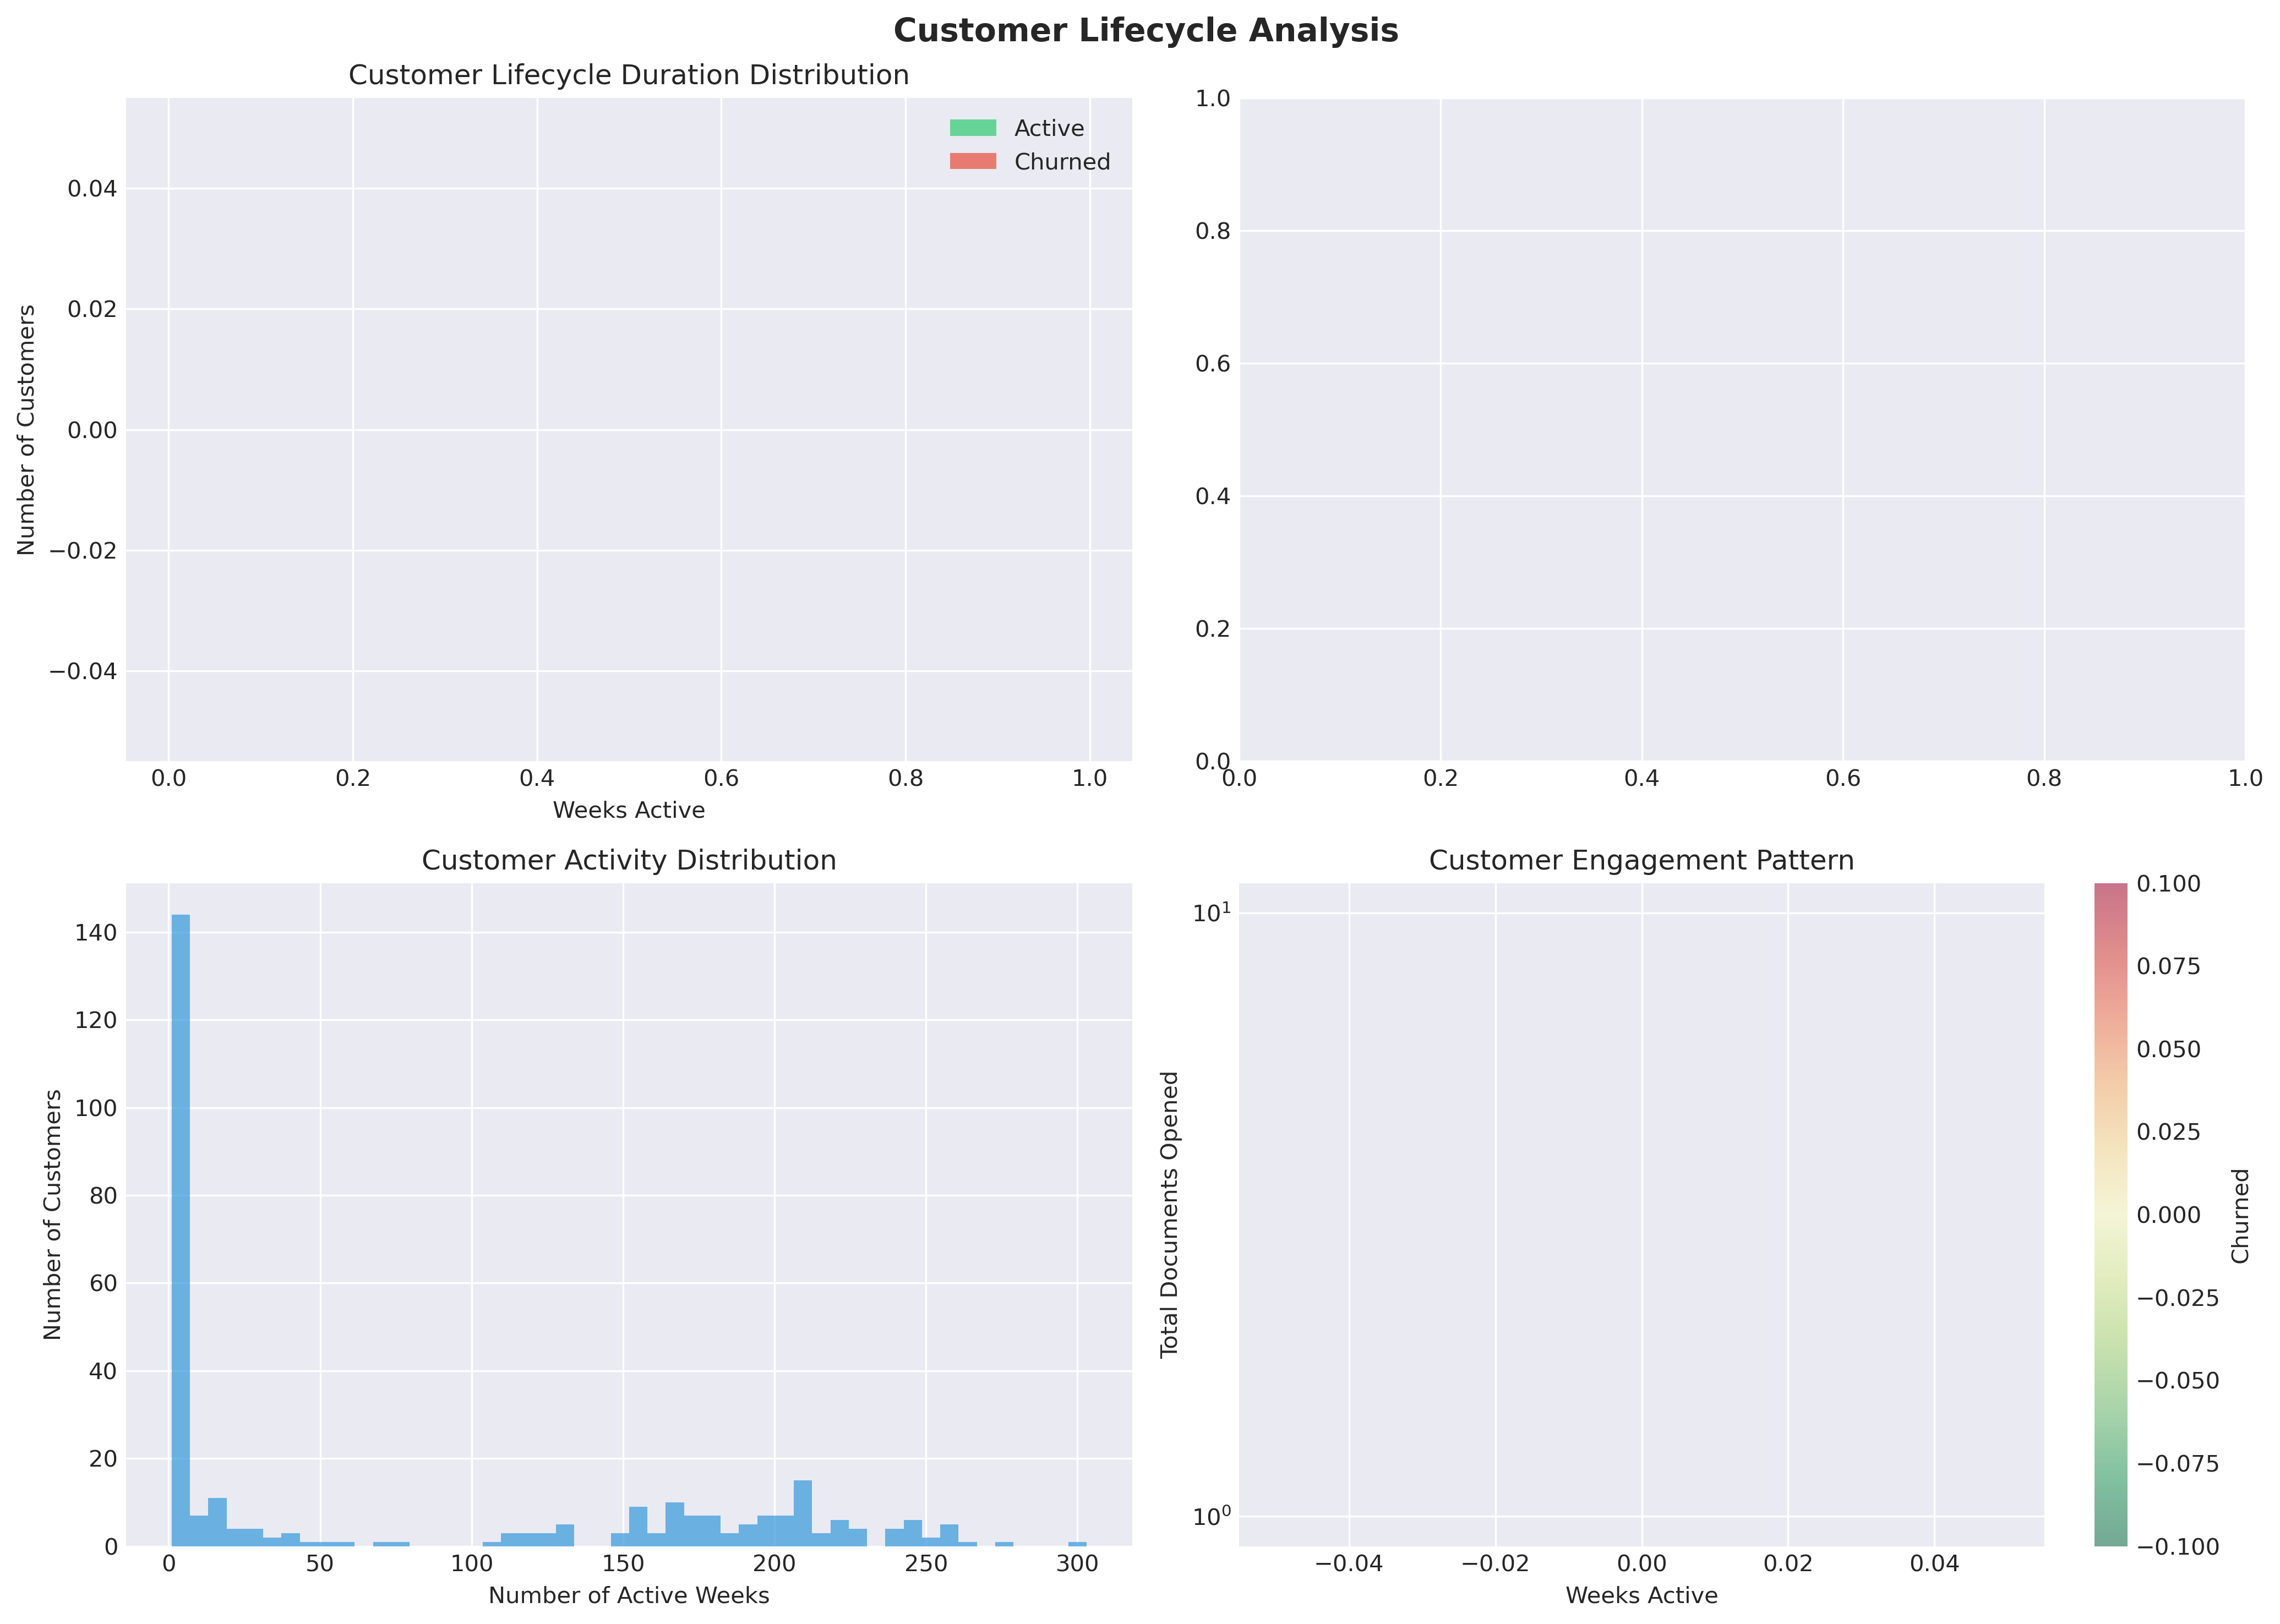 Customer Lifecycle Analysis
Customer Lifecycle Duration Distribution
Active
Churned
0.04
0.02
0.00
−0.02
−0.04
Number of Customers
0.0 0.2 0.4 0.6 0.8 1.0
Weeks Active
1.0
0.8
0.6
0.4
0.2
0.0
0.0 0.2 0.4 0.6 0.8 1.0
Customer Activity Distribution
140
120
100
80
60
40
20
0
Number of Customers
0 50 100 150 200 250 300
Number of Active Weeks
Customer Engagement Pattern
10¹
10⁰
Total Documents Opened
−0.04 −0.02 0.00 0.02 0.04
Weeks Active
0.100
0.075
0.050
0.025
0.000
−0.025
−0.050
−0.075
−0.100
Churned